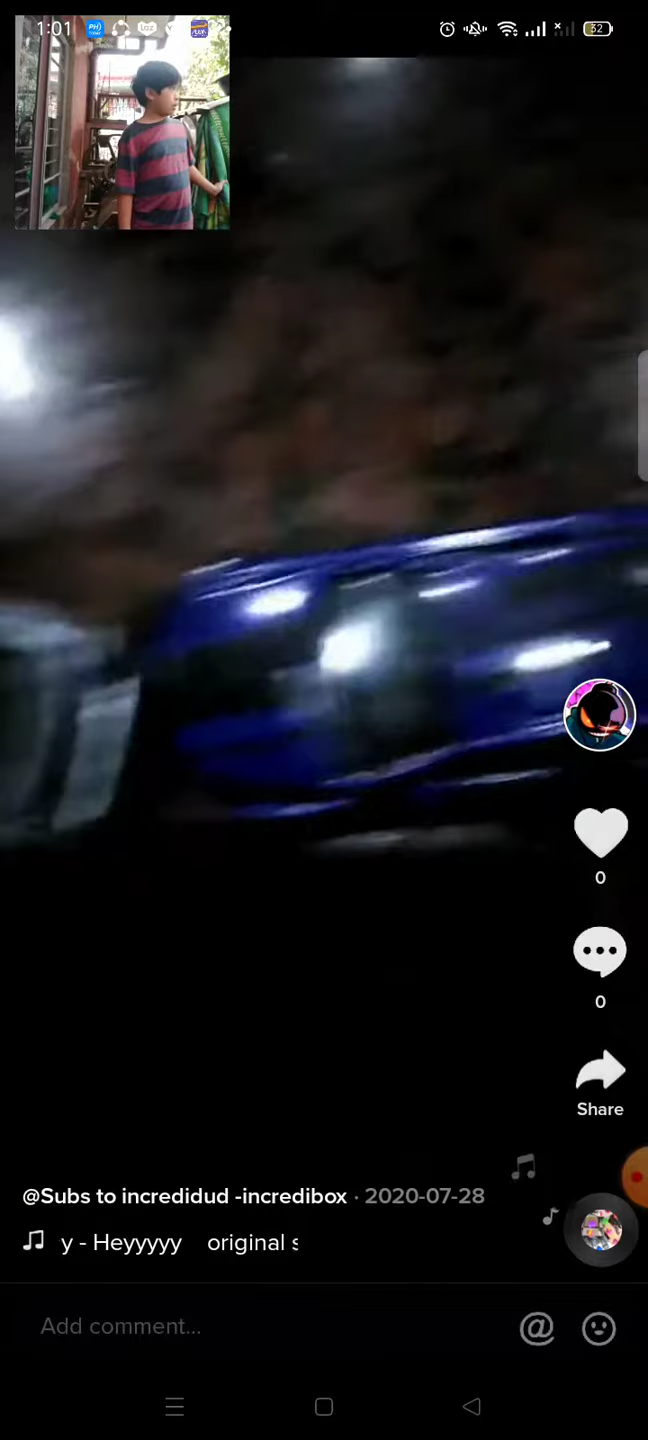 1:01
32
0
0
Share
@Subs to incredidud -incredibox · 2020-07-28
y - Heyyyyy original s
Add comment...